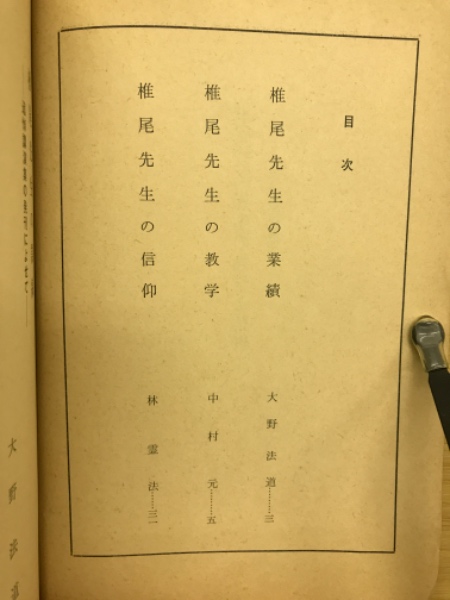 目次
椎尾先生の業績 大野法道……三
椎尾先生の教学 中村元……五
椎尾先生の信仰 林霊法……三一